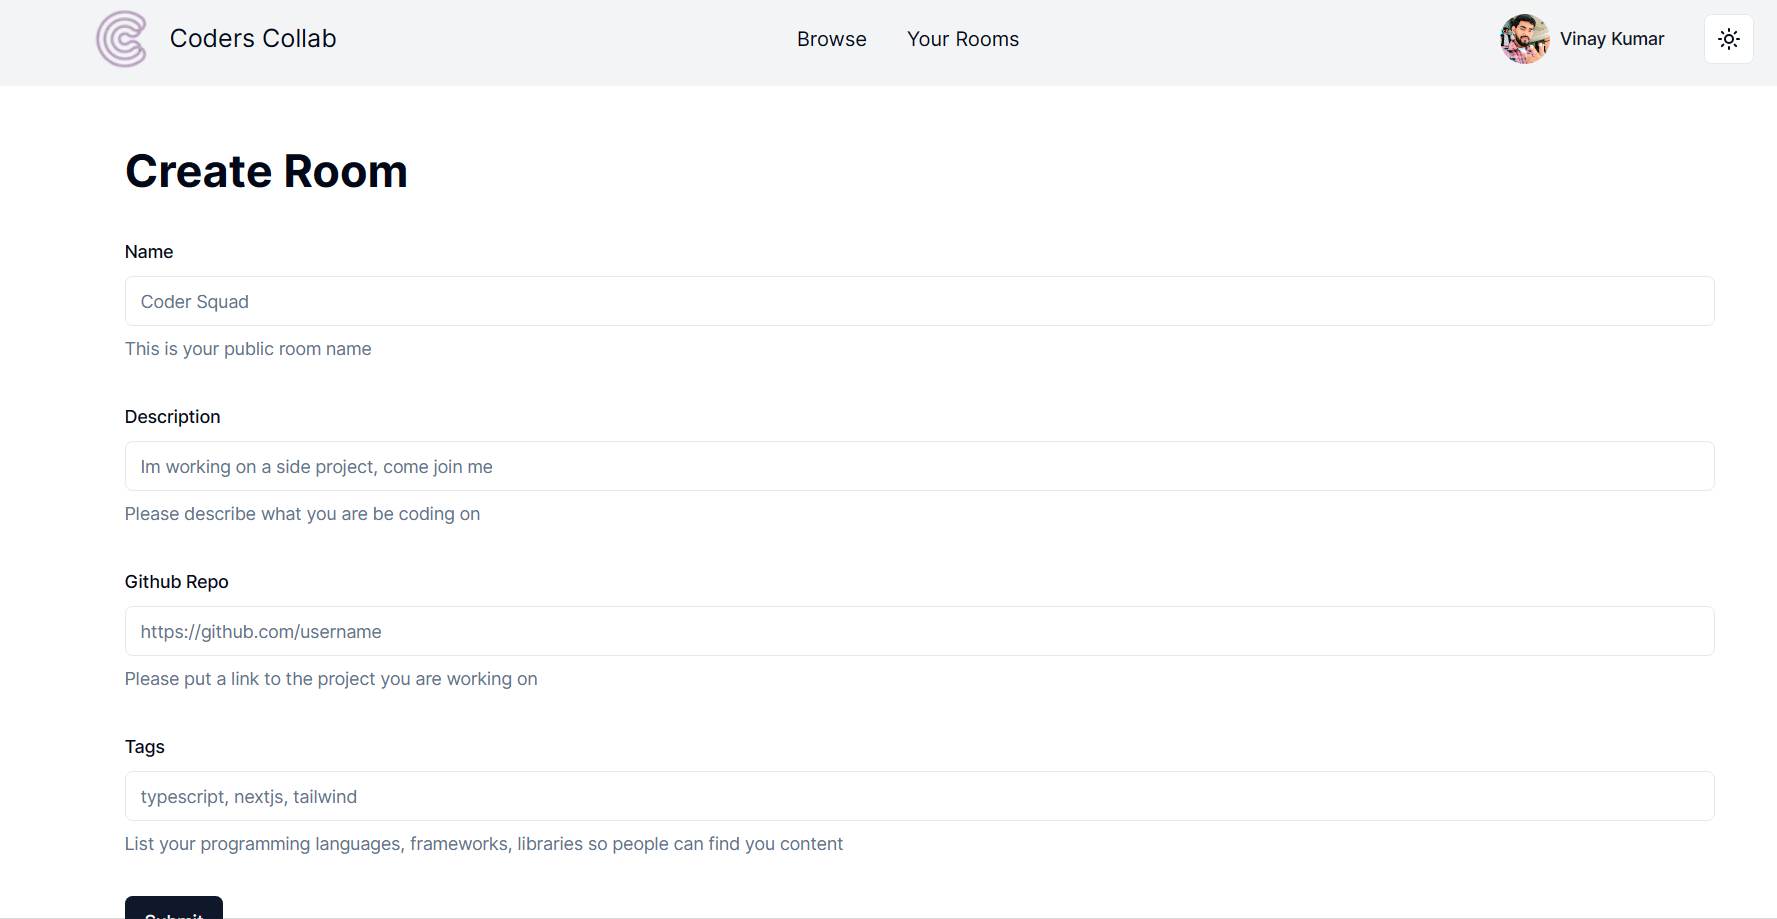 Coders Collab
Browse
Your Rooms
Vinay Kumar
Create Room
Name
Coder Squad
This is your public room name
Description
Im working on a side project, come join me
Please describe what you are be coding on
Github Repo
https://github.com/username
Please put a link to the project you are working on
Tags
typescript, nextjs, tailwind
List your programming languages, frameworks, libraries so people can find you content
Submit